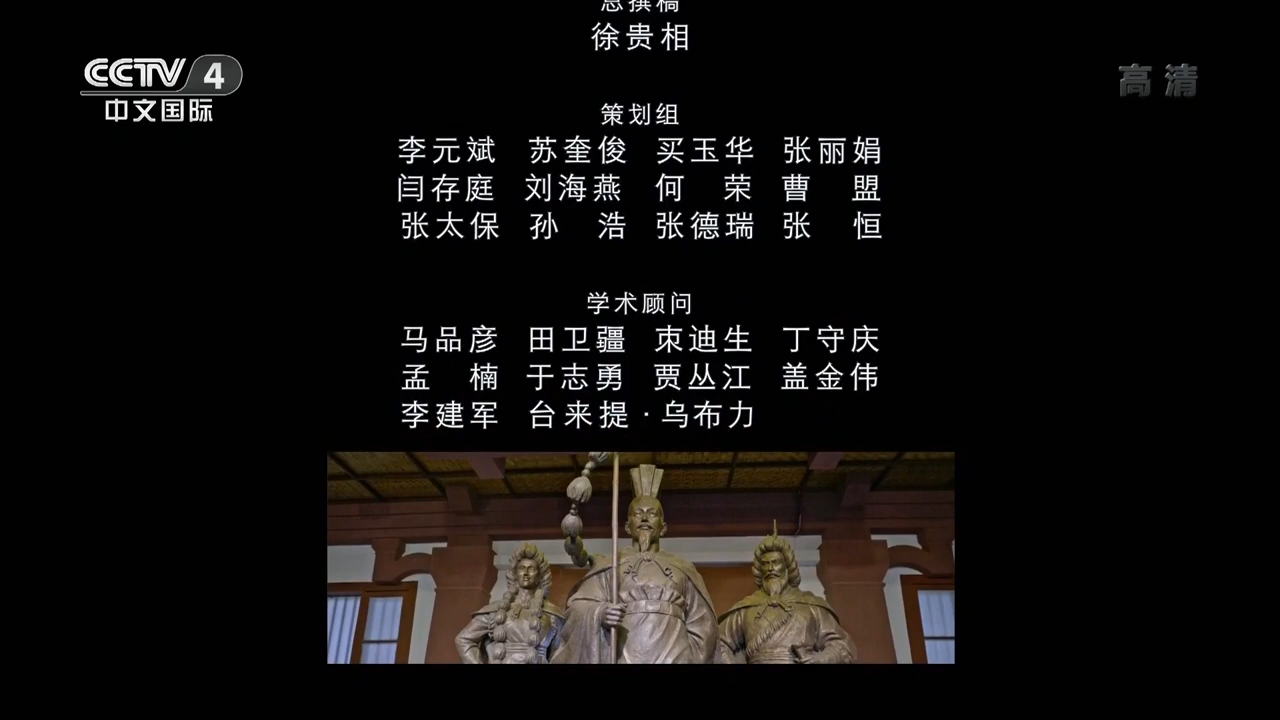 总撰稿
徐贵相
CCTV 4
中文国际
高清
策划组
李元斌 苏奎俊 买玉华 张丽娟
闫存庭 刘海燕 何 荣 曹 盟
张太保 孙 浩 张德瑞 张 恒
学术顾问
马品彦 田卫疆 束迪生 丁守庆
孟 楠 于志勇 贾丛江 盖金伟
李建军 台来提·乌布力